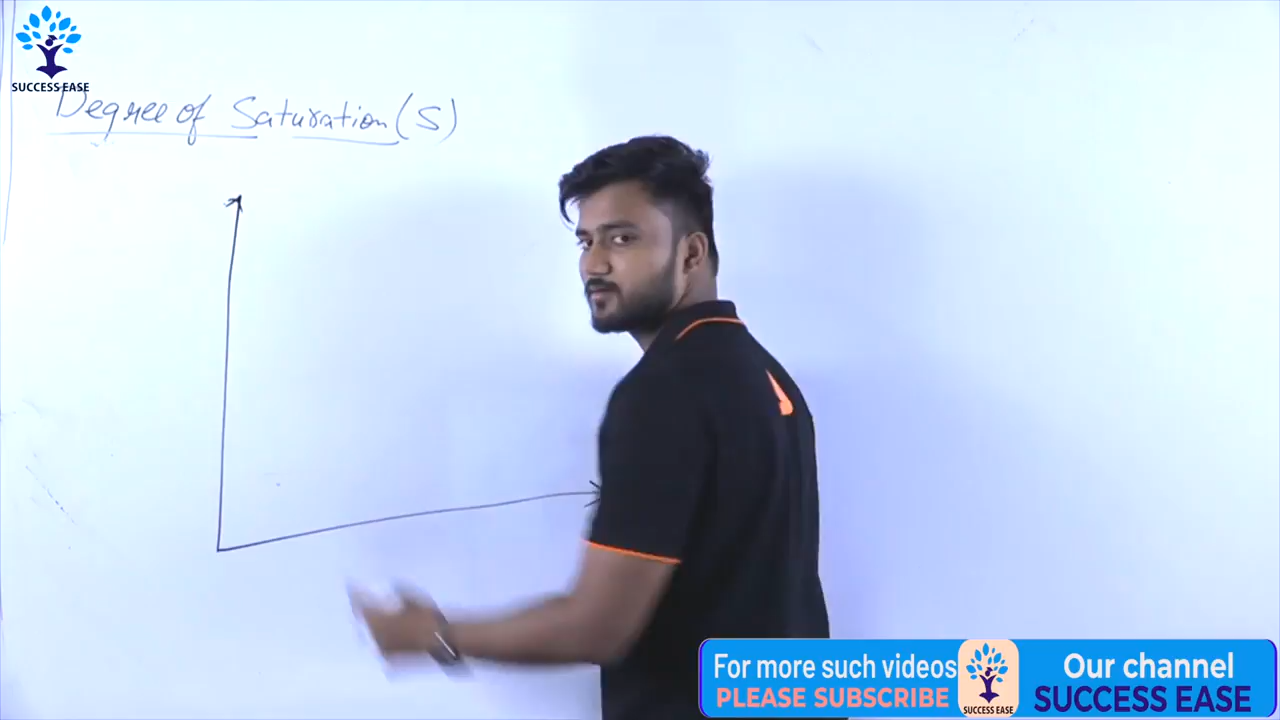 SUCCESS EASE
Degree of Saturation (S)
For more such videos
PLEASE SUBSCRIBE
SUCCESS EASE
Our channel
SUCCESS EASE